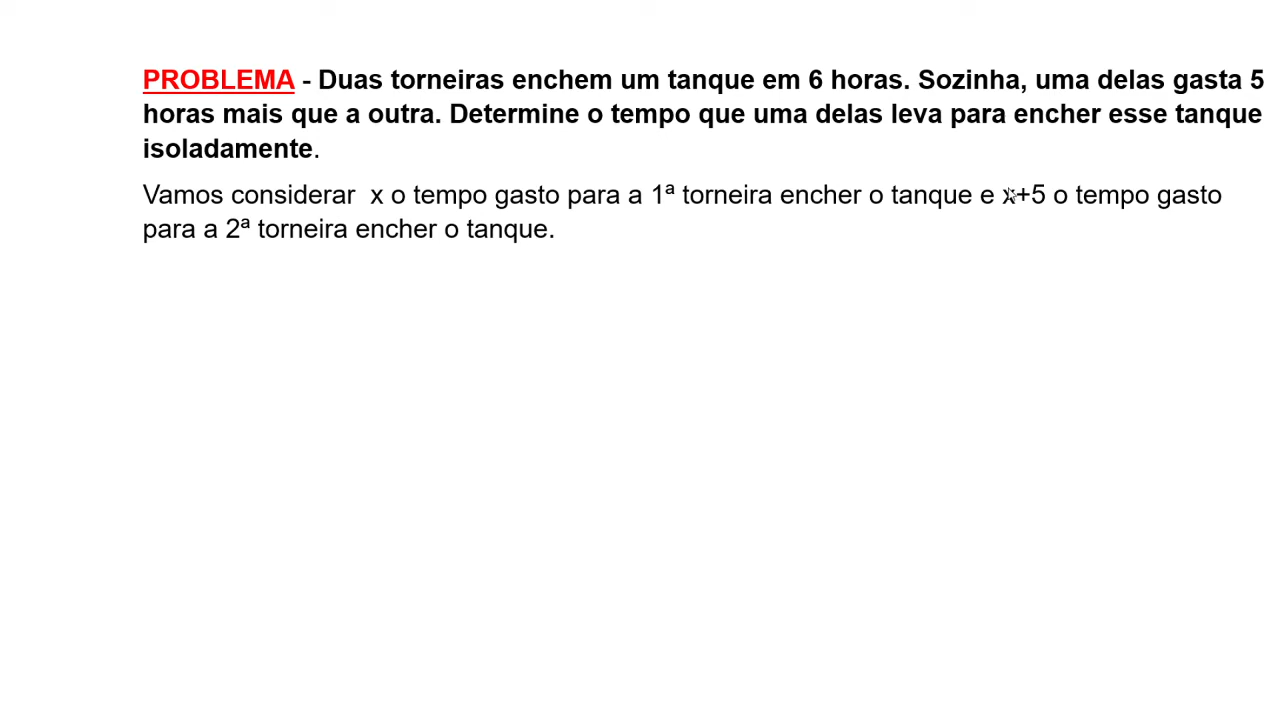 PROBLEMA - Duas torneiras enchem um tanque em 6 horas. Sozinha, uma delas gasta 5
horas mais que a outra. Determine o tempo que uma delas leva para encher esse tanque
isoladamente.
Vamos considerar  x o tempo gasto para a 1ª torneira encher o tanque e x+5 o tempo gasto
para a 2ª torneira encher o tanque.